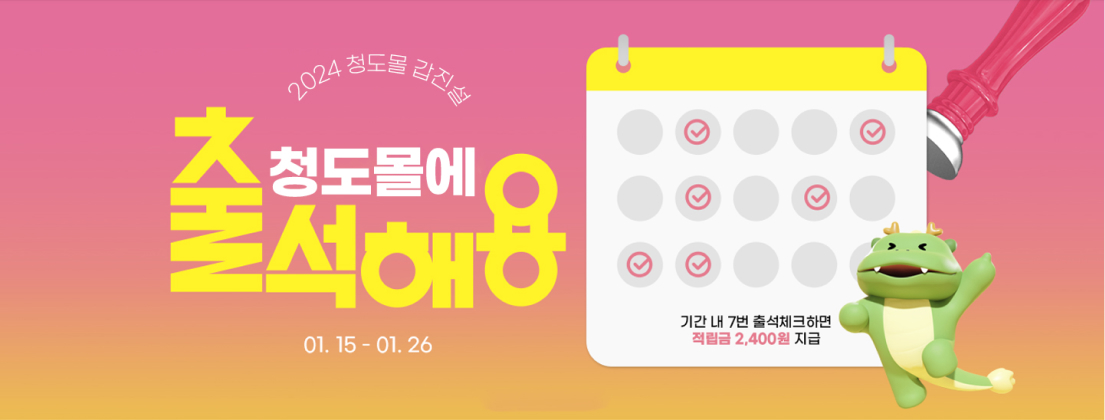 2024 청도몰 갑진설
청도몰에
출석해용
01. 15 - 01. 26
기간 내 7번 출석체크하면
적립금 2,400원 지급